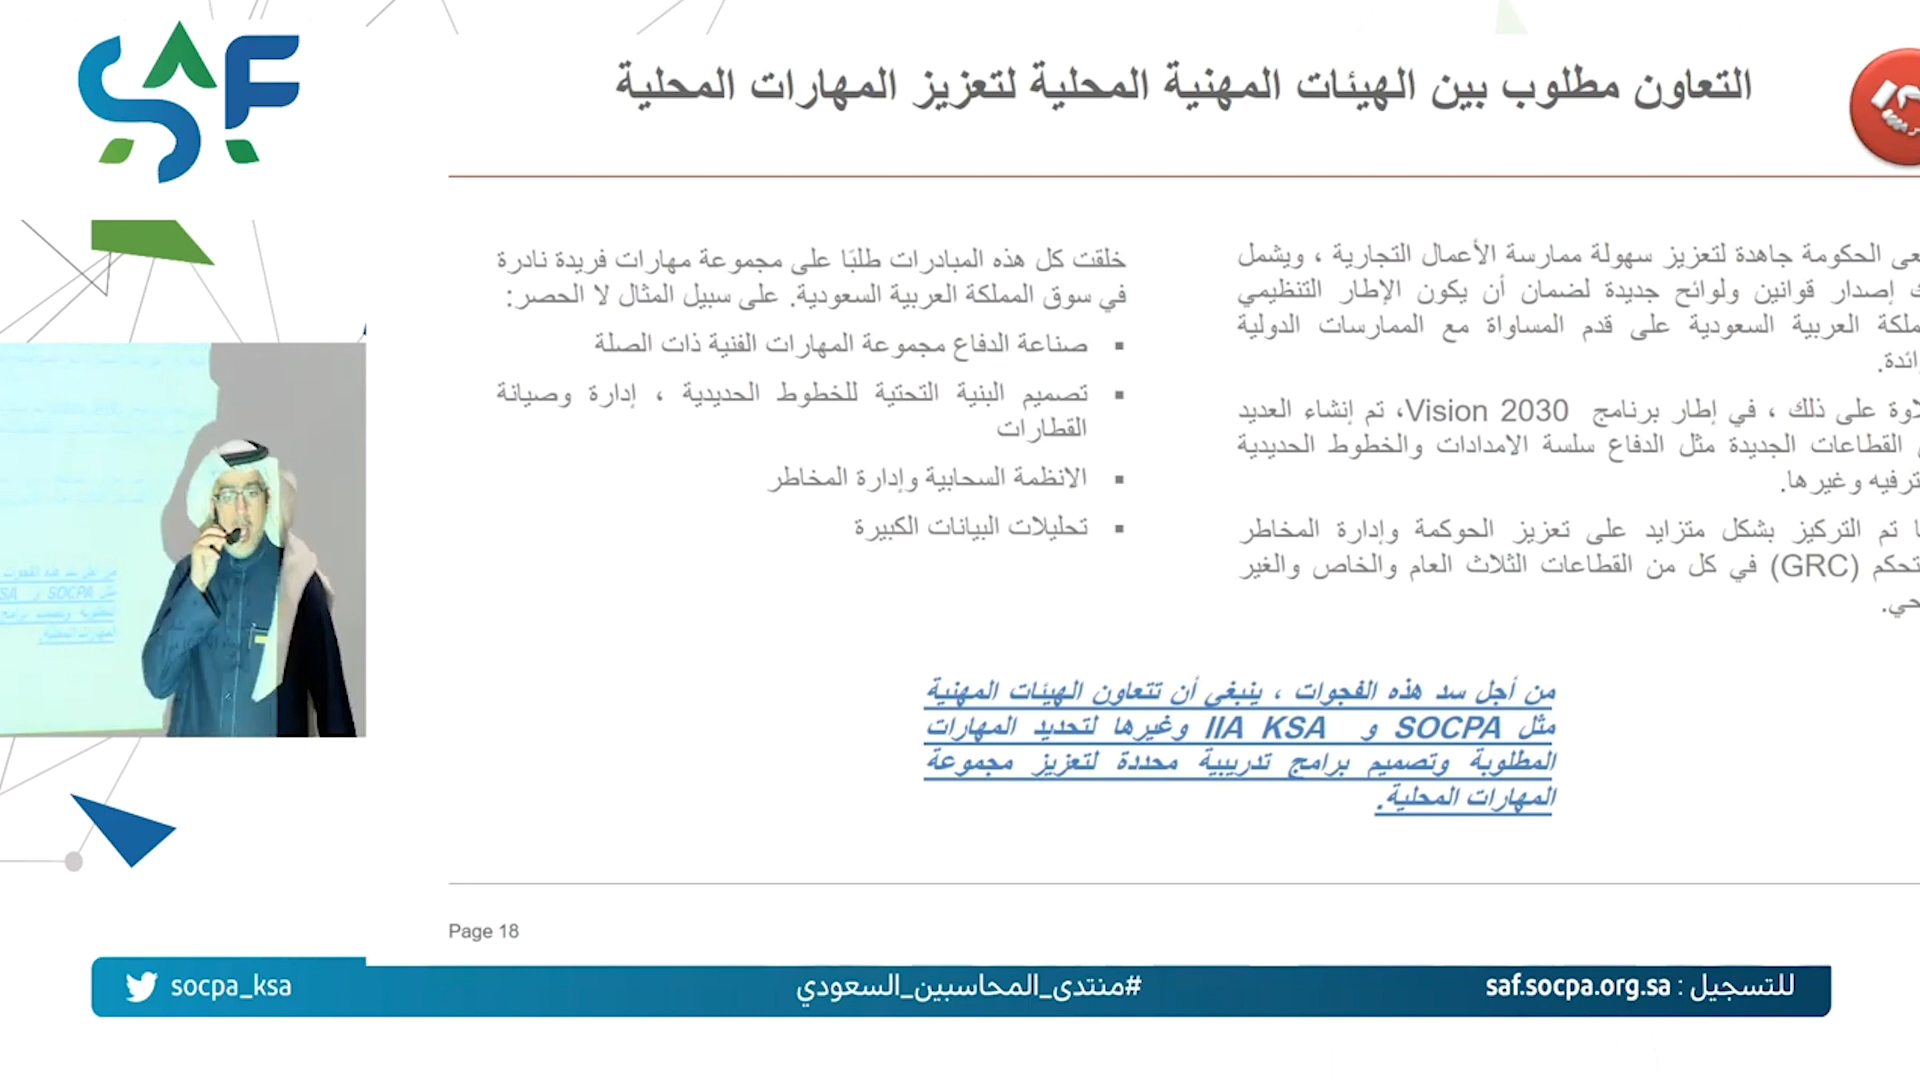 SAF
التعاون مطلوب بين الهيئات المهنية المحلية لتعزيز المهارات المحلية
الحكومة جاهدة لتعزيز سهولة ممارسة الأعمال التجارية ، ويشمل
إصدار قوانين ولوائح جديدة لضمان أن يكون الإطار التنظيمي
العربية السعودية على قدم المساواة مع الممارسات الدولية
على ذلك ، في إطار برنامج Vision 2030، تم إنشاء العديد
القطاعات الجديدة مثل الدفاع سلسة الامدادات والخطوط الحديدية
وغيرها.
تم التركيز بشكل متزايد على تعزيز الحوكمة وإدارة المخاطر
(GRC) في كل من القطاعات الثلاث العام والخاص والغير
خلقت كل هذه المبادرات طلبًا على مجموعة مهارات فريدة نادرة
في سوق المملكة العربية السعودية. على سبيل المثال لا الحصر:
▪ صناعة الدفاع مجموعة المهارات الفنية ذات الصلة
▪ تصميم البنية التحتية للخطوط الحديدية ، إدارة وصيانة
القطارات
▪ الانظمة السحابية وإدارة المخاطر
▪ تحليلات البيانات الكبيرة
من أجل سد هذه الفجوات ، ينبغي أن تتعاون الهيئات المهنية
مثل SOCPA و IIA KSA وغيرها لتحديد المهارات
المطلوبة وتصميم برامج تدريبية محددة لتعزيز مجموعة
المهارات المحلية.
Page 18
للتسجيل : saf.socpa.org.sa
#منتدى_المحاسبين_السعودي
socpa_ksa